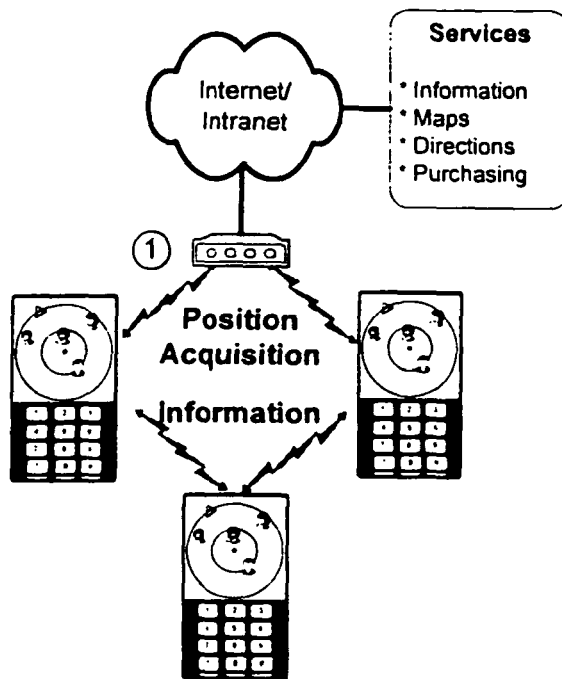 Services
Internet/
Intranet
* Information
* Maps
* Directions
* Purchasing
1
Position
Acquisition
Information